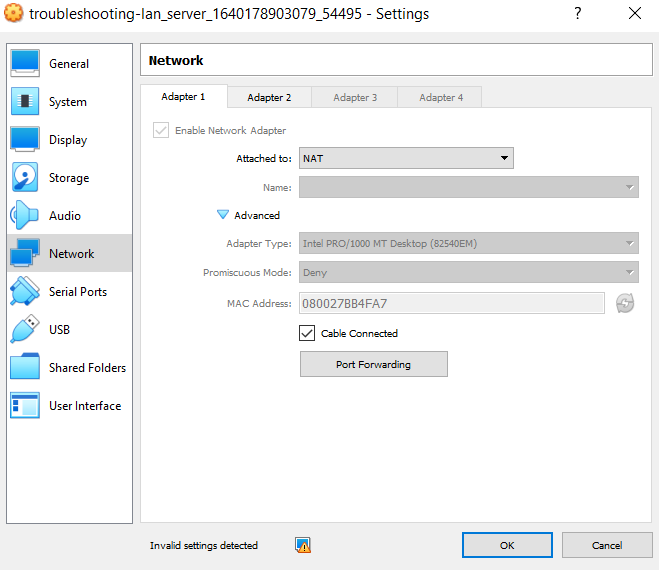 troubleshooting-lan_server_1640178903079_54495 - Settings
?
General
System
Display
Storage
Audio
Network
Serial Ports
USB
Shared Folders
User Interface
Network
Adapter 1 Adapter 2 Adapter 3 Adapter 4
Enable Network Adapter
Attached to: NAT
Name:
Advanced
Adapter Type: Intel PRO/1000 MT Desktop (82540EM)
Promiscuous Mode: Deny
MAC Address: 080027BB4FA7
Cable Connected
Port Forwarding
Invalid settings detected
OK Cancel